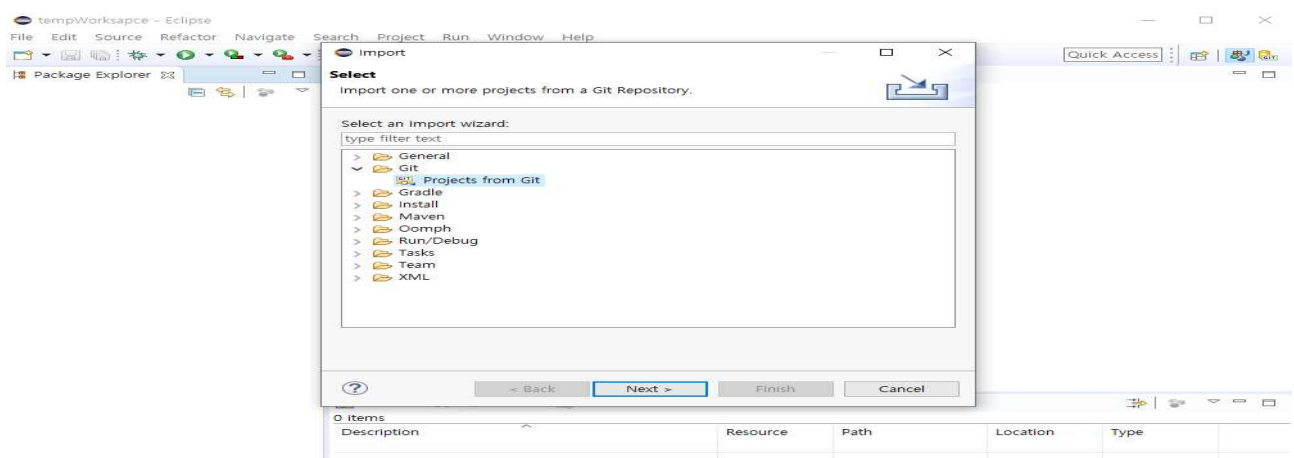 tempWorksapce - Eclipse
File Edit Source Refactor Navigate Search Project Run Window Help
Import
Quick Access
Package Explorer
Select
Import one or more projects from a Git Repository.
Select an import wizard:
type filter text
General
Git
Projects from Git
Gradle
Install
Maven
Oomph
Run/Debug
Tasks
Team
XML
< Back Next > Finish Cancel
0 items
Description Resource Path Location Type